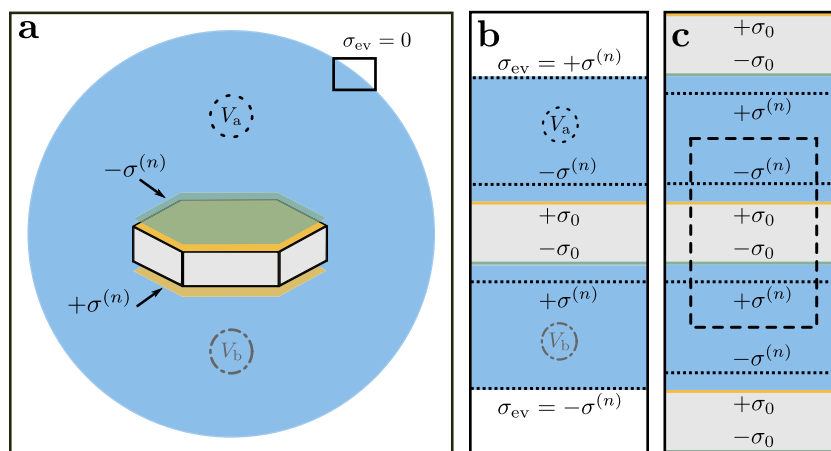 a
σ_ev = 0
V_a
−σ^(n)
+σ^(n)
V_b
b
σ_ev = +σ^(n)
V_a
−σ^(n)
+σ_0
−σ_0
+σ^(n)
V_b
σ_ev = −σ^(n)
c
+σ_0
−σ_0
+σ^(n)
−σ^(n)
+σ_0
−σ_0
+σ^(n)
−σ^(n)
+σ_0
−σ_0